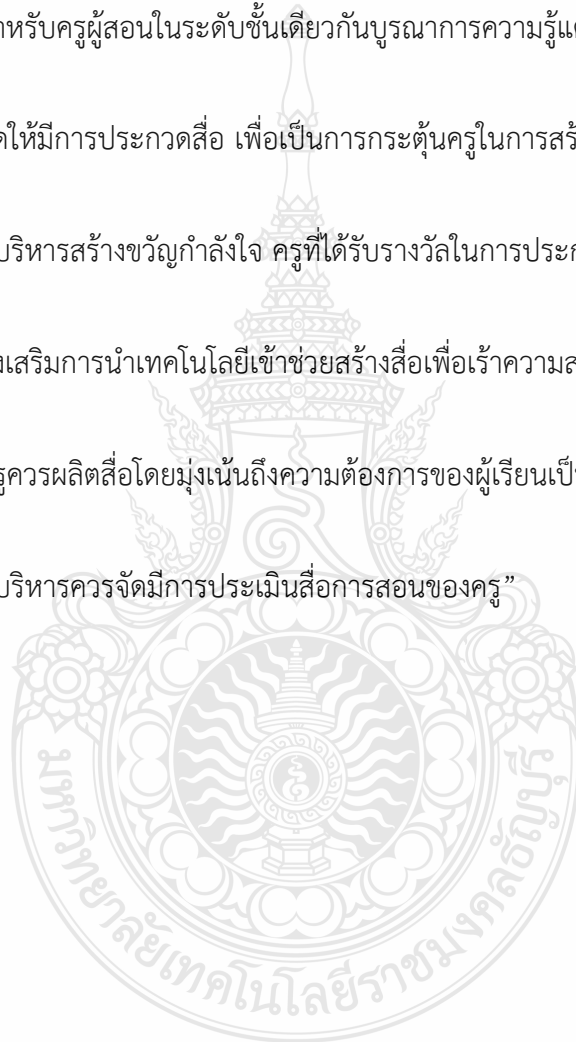 หรับครูผู้สอนในระดับชั้นเดียวกันบูรณาการความรู้
ให้มีการประกวดสื่อ เพื่อเป็นการกระตุ้นครูในการสร้
บริหารสร้างขวัญกำลังใจ ครูที่ได้รับรางวัลในการประก
งเสริมการนำเทคโนโลยีเข้าช่วยสร้างสื่อเพื่อเร้าความส
รูควรผลิตสื่อโดยมุ่งเน้นถึงความต้องการของผู้เรียนเป็
บริหารควรจัดมีการประเมินสื่อการสอนของครู”
มหาวิทยาลัยเทคโนโลยีราชมงคลธัญบุรี